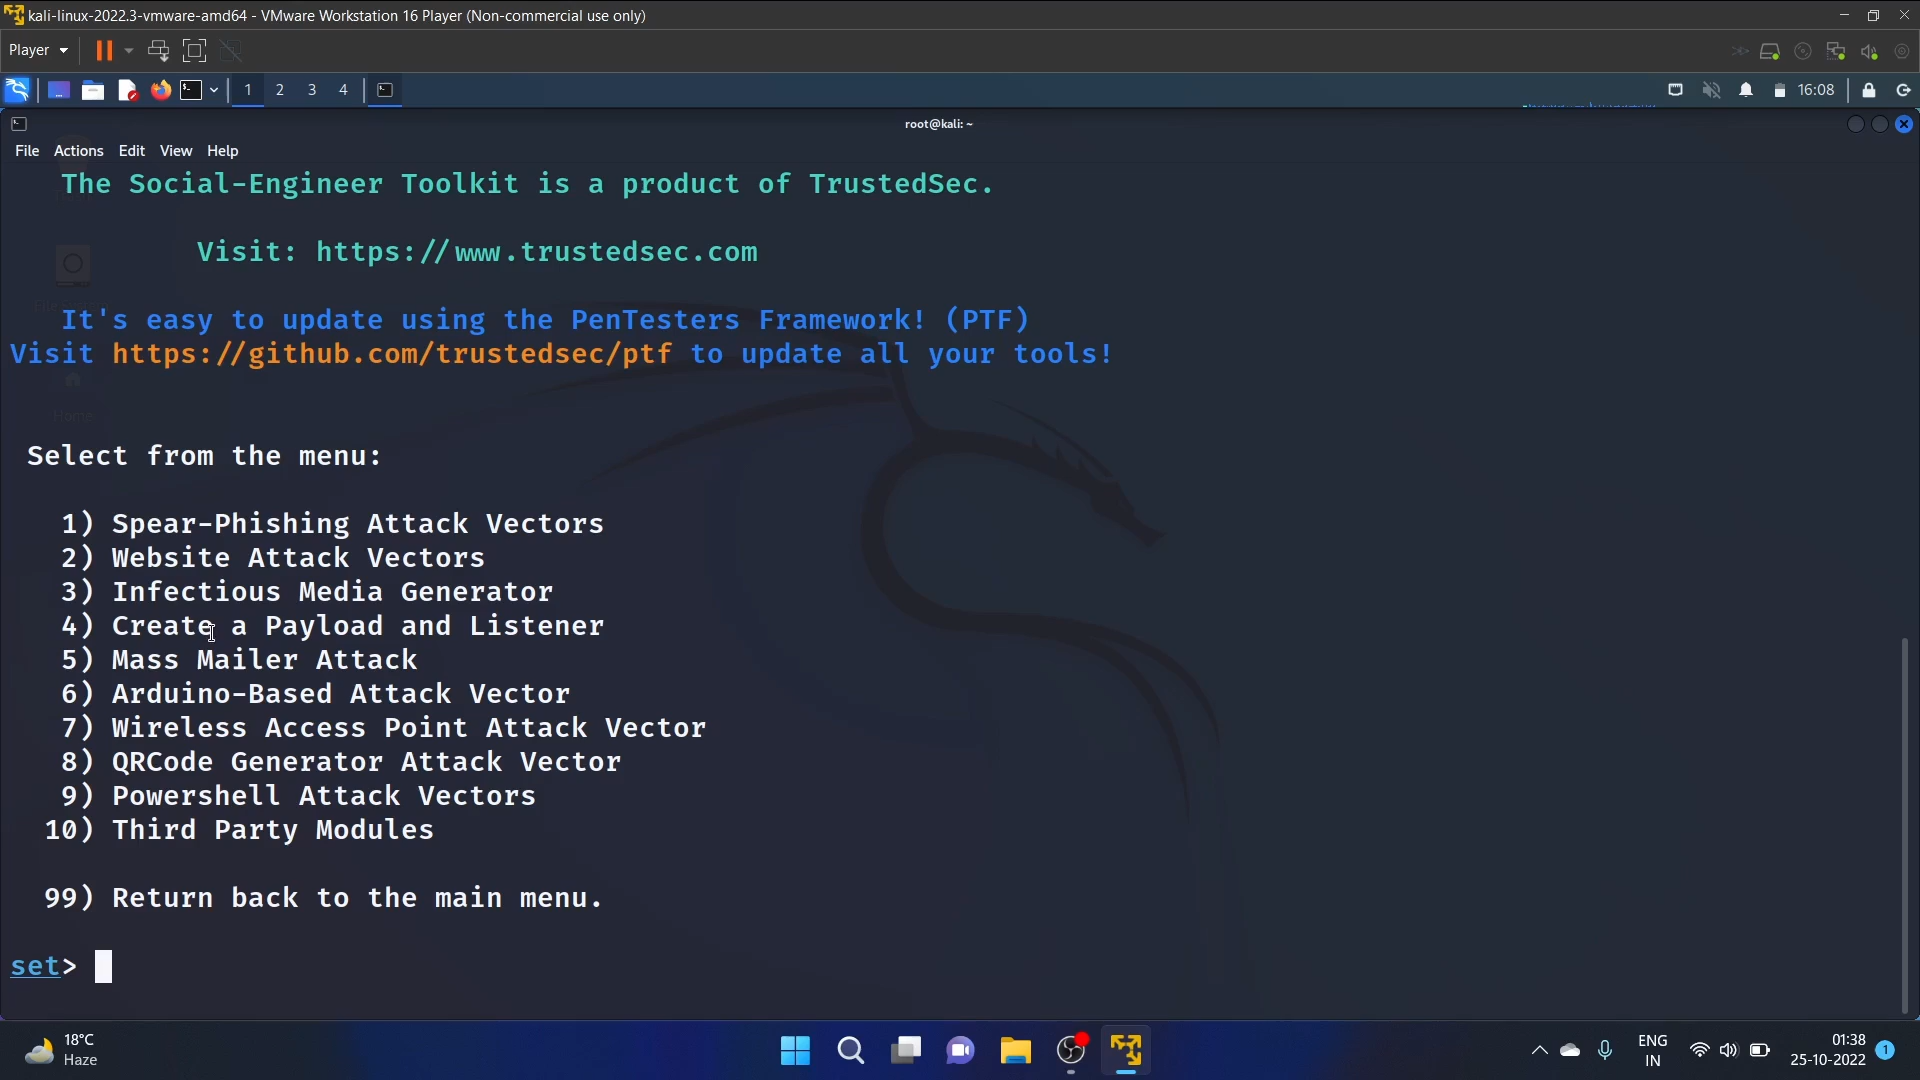 kali-linux-2022.3-vmware-amd64 - VMware Workstation 16 Player (Non-commercial use only)
Player
1 2 3 4
16:08
root@kali: ~
File Actions Edit View Help
The Social-Engineer Toolkit is a product of TrustedSec.
Visit: https://www.trustedsec.com
It's easy to update using the PenTesters Framework! (PTF)
Visit https://github.com/trustedsec/ptf to update all your tools!
Home
Select from the menu:
1) Spear-Phishing Attack Vectors
2) Website Attack Vectors
3) Infectious Media Generator
4) Create a Payload and Listener
5) Mass Mailer Attack
6) Arduino-Based Attack Vector
7) Wireless Access Point Attack Vector
8) QRCode Generator Attack Vector
9) Powershell Attack Vectors
10) Third Party Modules
99) Return back to the main menu.
set>
18°C
Haze
ENG
IN
01:38
25-10-2022
1